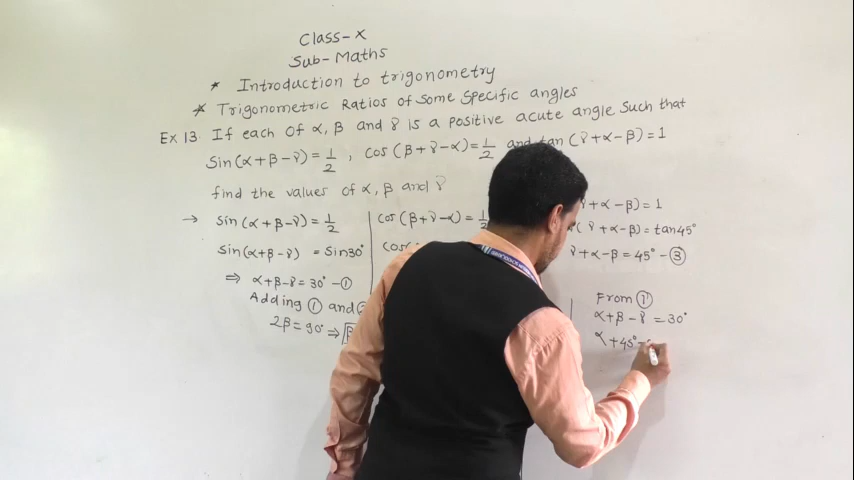 Class-X
Sub-Maths
* Introduction to trigonometry
* Trigonometric Ratios of some specific angles
Ex 13. If each of α, β and γ is a positive acute angle such that
sin(α+β-γ)=1/2, cos(β+γ-α)=1/2 and tan(γ+α-β)=1
find the values of α, β and γ
→ sin(α+β-γ)=1/2
sin(α+β-γ) = sin30°
⇒ α+β-γ=30° -①
Adding ① and
2β=90° ⇒
cos(β+γ-α)=1/2
cos
γ+α-β)=1
(γ+α-β)=tan45°
γ+α-β=45° -③
From ①
α+β-γ=30°
α+45°-